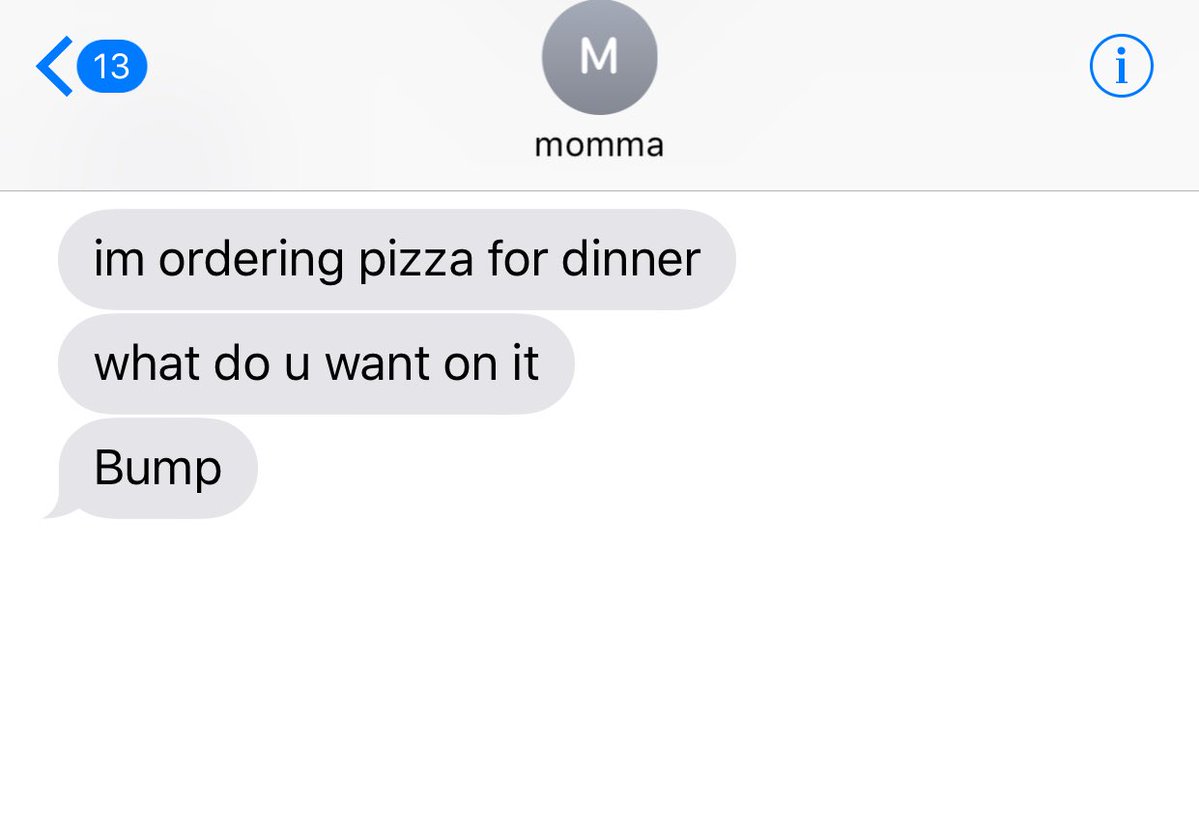 13
M
i
momma
im ordering pizza for dinner
what do u want on it
Bump